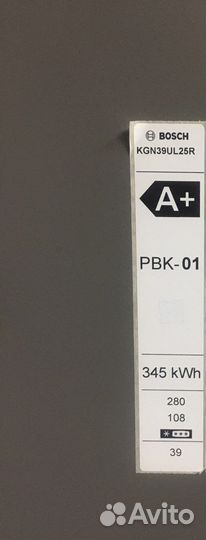 BOSCH
KGN39UL25R
A+
PBK-01
345 kWh
280
108
39
Avito